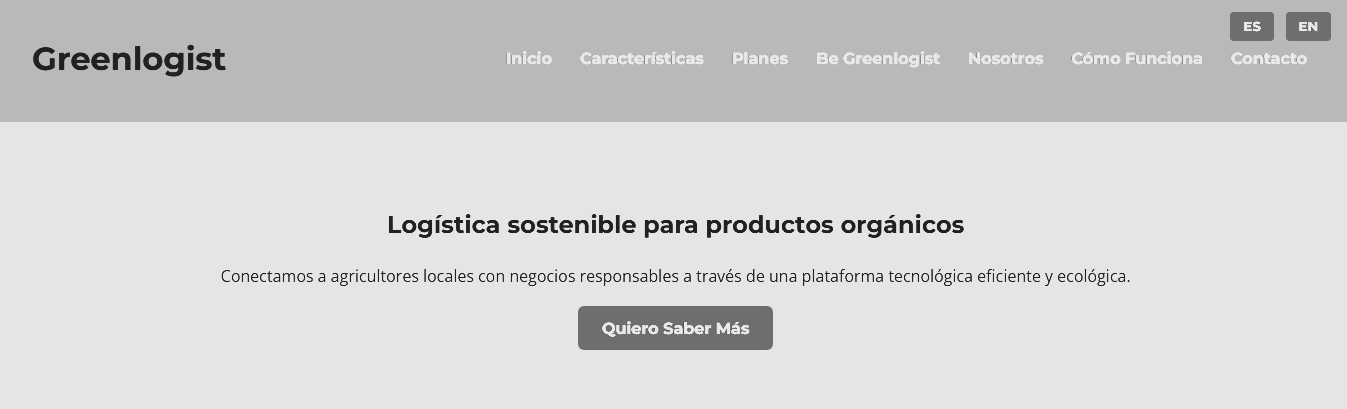 ES EN
Greenlogist
Inicio Características Planes Be Greenlogist Nosotros Cómo Funciona Contacto
Logística sostenible para productos orgánicos
Conectamos a agricultores locales con negocios responsables a través de una plataforma tecnológica eficiente y ecológica.
Quiero Saber Más